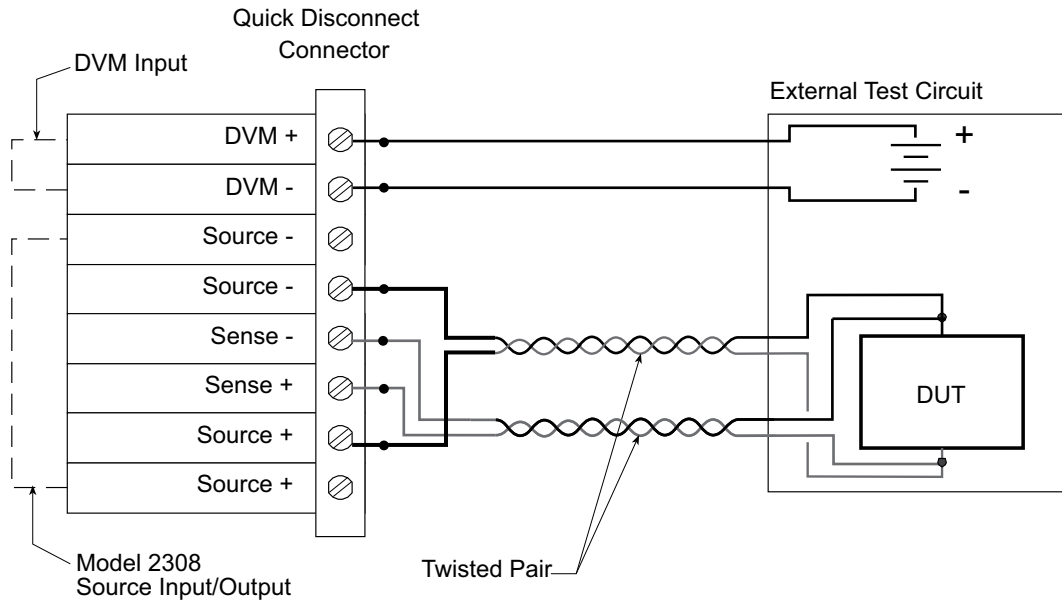 Quick Disconnect
Connector
DVM Input
External Test Circuit
DVM +
+
DVM -
-
Source -
Source -
Sense -
Sense +
DUT
Source +
Source +
Model 2308
Source Input/Output
Twisted Pair